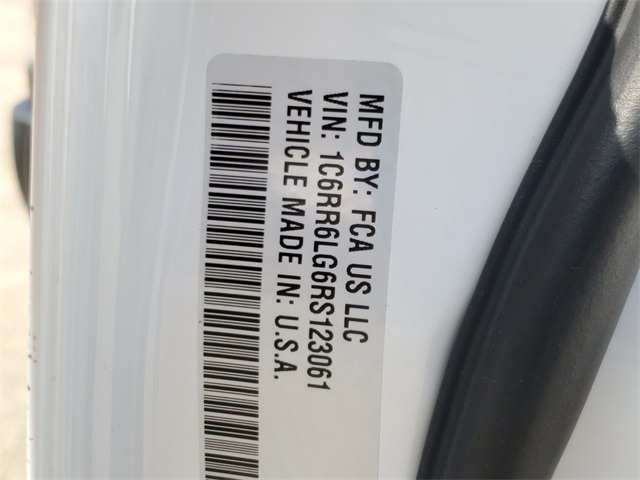 MFD BY: FCA US LLC
VIN: 1C6RR6LG6RS123061
VEHICLE MADE IN: U.S.A.